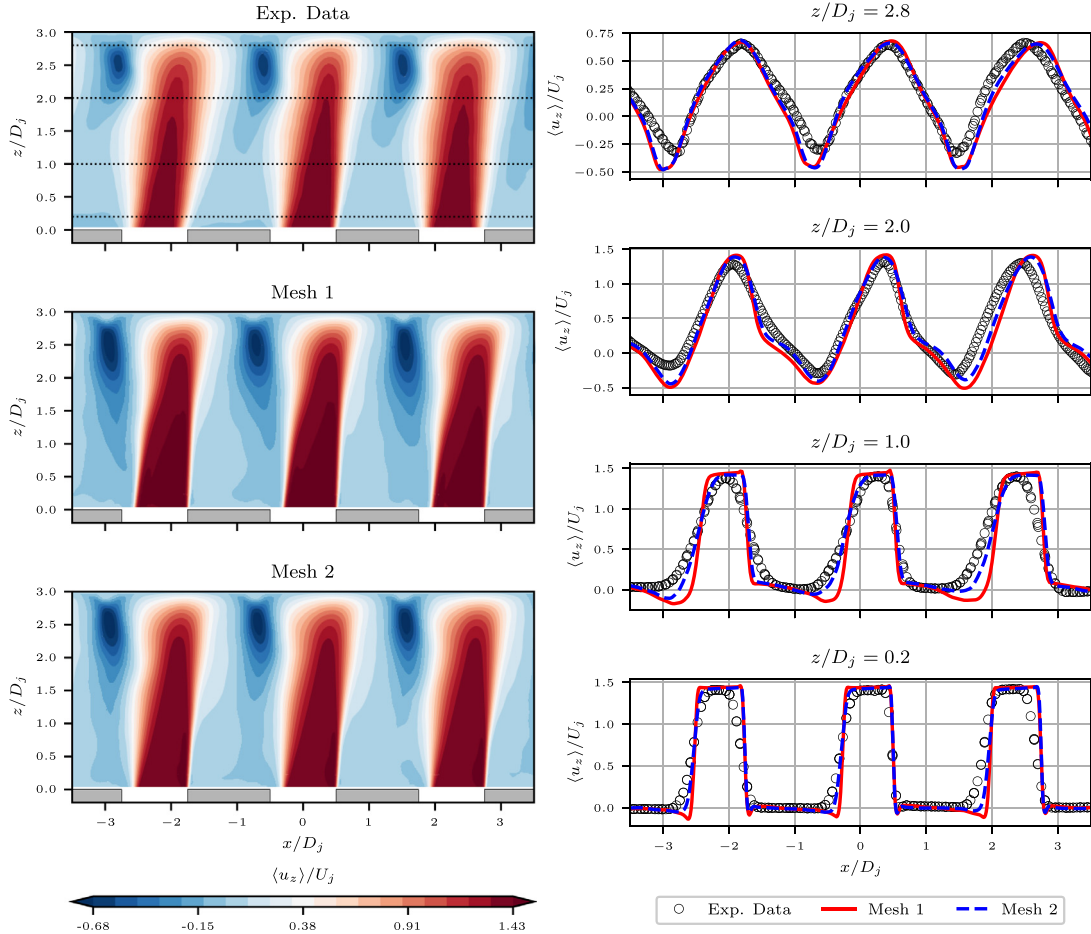 Exp. Data
3.0
2.5
2.0
1.5
1.0
0.5
0.0
z/D_j
Mesh 1
3.0
2.5
2.0
1.5
1.0
0.5
0.0
z/D_j
Mesh 2
3.0
2.5
2.0
1.5
1.0
0.5
0.0
z/D_j
−3 −2 −1 0 1 2 3
x/D_j
⟨u_z⟩/U_j
-0.68 -0.15 0.38 0.91 1.43
z/D_j = 2.8
0.75
0.50
0.25
0.00
−0.25
−0.50
⟨u_z⟩/U_j
z/D_j = 2.0
1.5
1.0
0.5
0.0
−0.5
⟨u_z⟩/U_j
z/D_j = 1.0
1.5
1.0
0.5
0.0
⟨u_z⟩/U_j
z/D_j = 0.2
1.5
1.0
0.5
0.0
⟨u_z⟩/U_j
−3 −2 −1 0 1 2 3
x/D_j
Exp. Data Mesh 1 Mesh 2